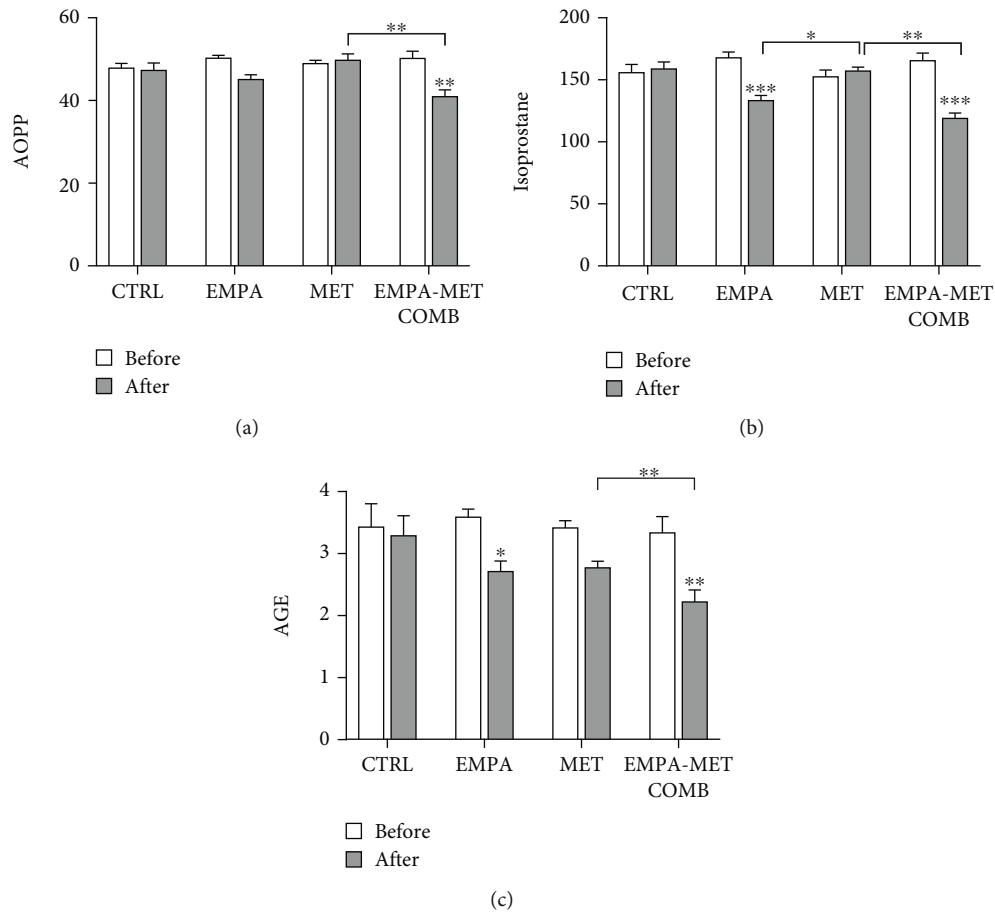 60
40
20
0
AOPP
**
**
CTRL
EMPA
MET
EMPA-MET
COMB
Before
After
(a)
200
150
100
50
0
Isoprostane
*
**
***
***
CTRL
EMPA
MET
EMPA-MET
COMB
Before
After
(b)
4
3
2
1
0
AGE
**
*
**
CTRL
EMPA
MET
EMPA-MET
COMB
Before
After
(c)